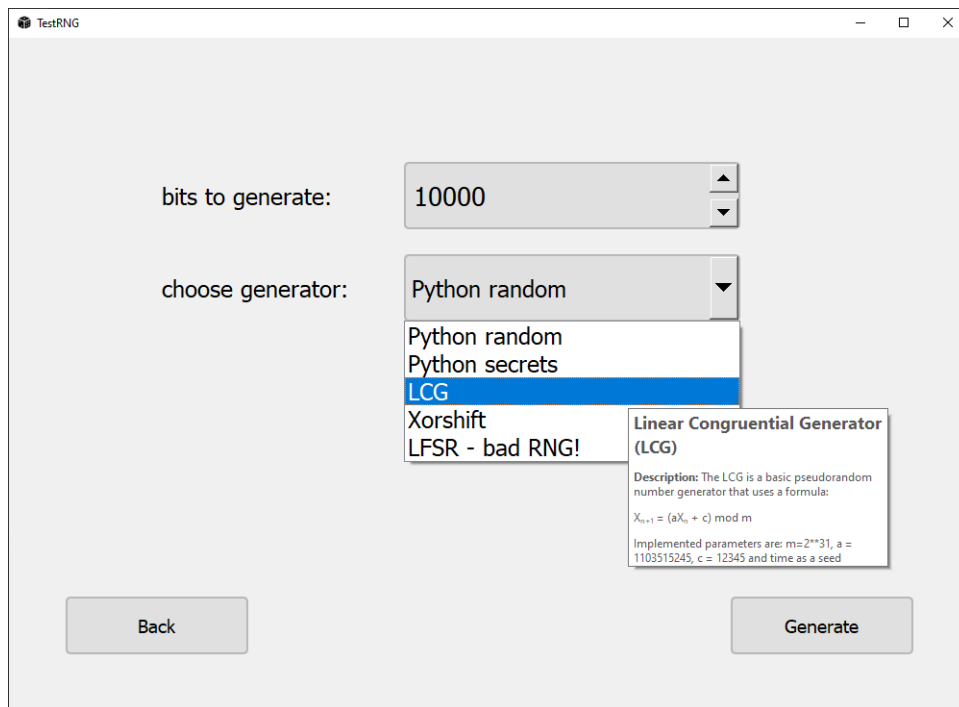 TestRNG
bits to generate:
10000
choose generator:
Python random
Python random
Python secrets
LCG
Xorshift
LFSR - bad RNG!
Linear Congruential Generator
(LCG)
Description: The LCG is a basic pseudorandom
number generator that uses a formula:
Xₙ₊₁ = (aXₙ + c) mod m
Implemented parameters are: m=2**31, a =
1103515245, c = 12345 and time as a seed
Back
Generate